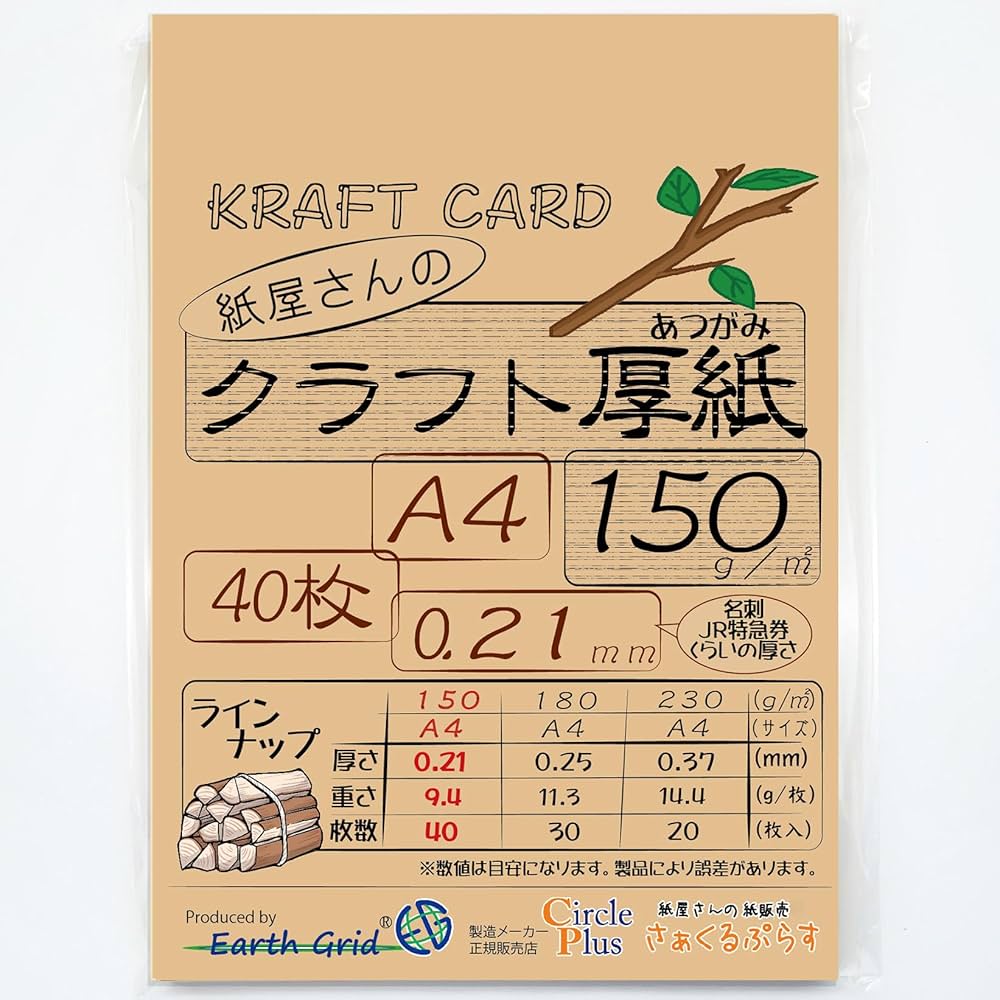 KRAFT CARD
紙屋さんの
あつがみ
クラフト厚紙
A4
150
g/㎡
40枚
0.21mm
名刺
JR特急券
くらいの厚さ
ライン
ナップ
150 180 230 (g/㎡)
A4 A4 A4 (サイズ)
厚さ 0.21 0.25 0.37 (mm)
重さ 9.4 11.3 14.4 (g/枚)
枚数 40 30 20 (枚入)
※数値は目安になります。製品により誤差があります。
Produced by
Earth Grid® EG
製造メーカー
正規販売店
Circle
Plus
紙屋さんの 紙販売
さぁくるぷらす